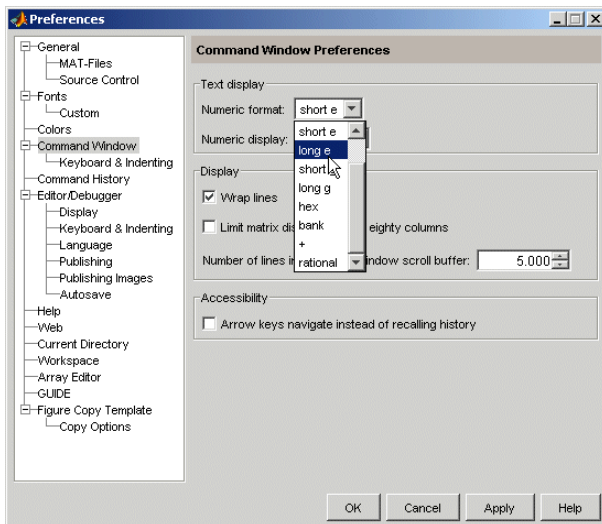 Preferences
General
MAT-Files
Source Control
Fonts
Custom
Colors
Command Window
Keyboard & Indenting
Command History
Editor/Debugger
Display
Keyboard & Indenting
Language
Publishing
Publishing Images
Autosave
Help
Web
Current Directory
Workspace
Array Editor
GUIDE
Figure Copy Template
Copy Options
Command Window Preferences
Text display
Numeric format: short e
Numeric display:
short e
long e
short
long g
hex
bank
+
rational
Display
Wrap lines
Limit matrix dis eighty columns
Number of lines i indow scroll buffer: 5.000
Accessibility
Arrow keys navigate instead of recalling history
OK Cancel Apply Help